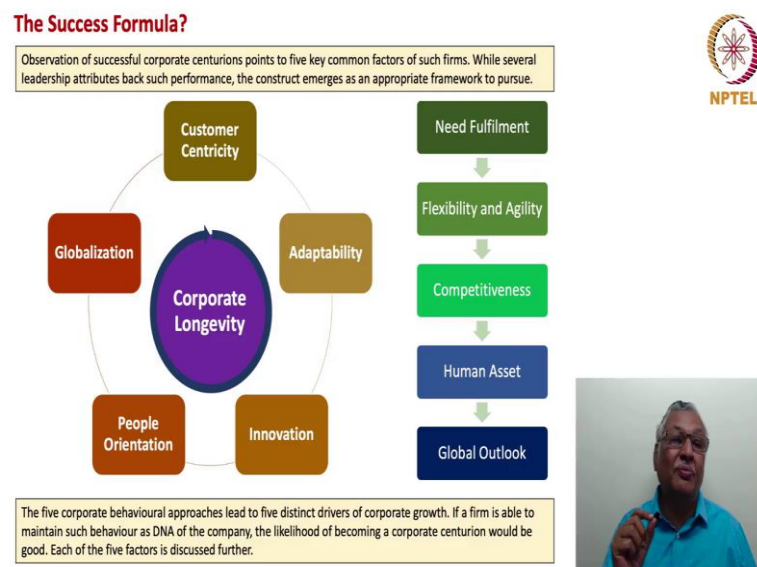 The Success Formula?
Observation of successful corporate centurions points to five key common factors of such firms. While several
leadership attributes back such performance, the construct emerges as an appropriate framework to pursue.
NPTEL
Customer
Centricity
Globalization
Adaptability
Corporate
Longevity
People
Orientation
Innovation
Need Fulfilment
Flexibility and Agility
Competitiveness
Human Asset
Global Outlook
The five corporate behavioural approaches lead to five distinct drivers of corporate growth. If a firm is able to
maintain such behaviour as DNA of the company, the likelihood of becoming a corporate centurion would be
good. Each of the five factors is discussed further.